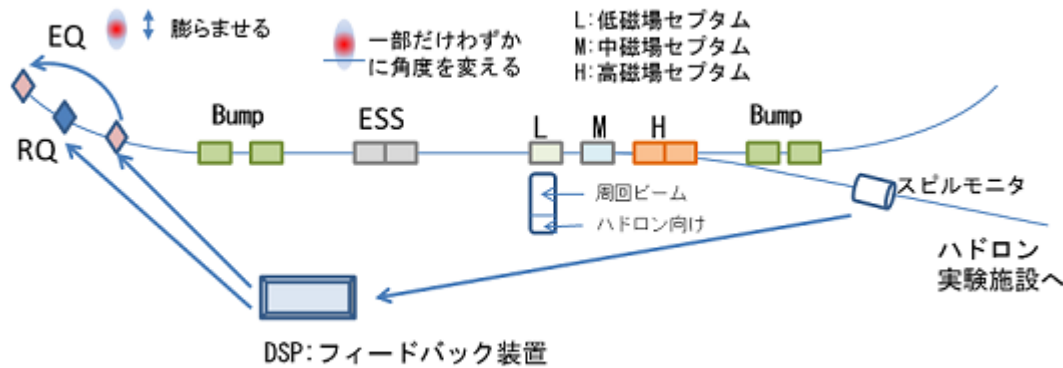 EQ
膨らませる
一部だけわずか
に角度を変える
L:低磁場セプタム
M:中磁場セプタム
H:高磁場セプタム
RQ
Bump
ESS
L
M
H
Bump
周回ビーム
ハドロン向け
スピルモニタ
ハドロン
実験施設へ
DSP:フィードバック装置